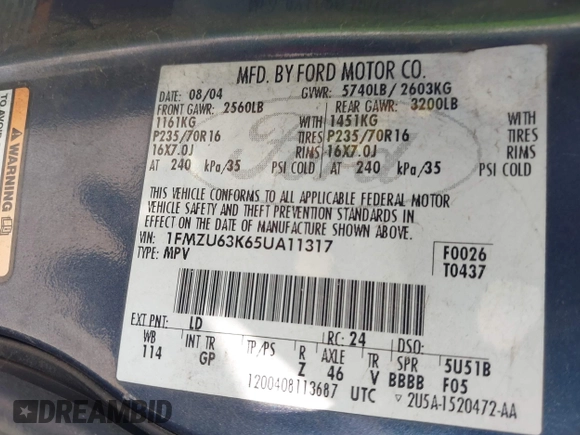 MFD. BY FORD MOTOR CO.
DATE: 08/04 GVWR: 5740LB/2603KG
FRONT GAWR: 2560LB REAR GAWR: 3200LB
1161KG WITH 1451KG WITH
P235/70R16 TIRES P235/70R16 TIRES
16X7.0J RIMS 16X7.0J RIMS
AT 240 kPa/35 PSI COLD AT 240 kPa/35 PSI COLD
THIS VEHICLE CONFORMS TO ALL APPLICABLE FEDERAL MOTOR
VEHICLE SAFETY AND THEFT PREVENTION STANDARDS
IN EFFECT ON THE DATE OF MANUFACTURE SHOWN ABOVE
VIN: 1FMZU63K65UA11317 F0026
TYPE: MPV T0437
EXT PNT: LD RC: 24 DSO:
WB INT TR TP/PS R AXLE TR SPR 5U51B
114 GP Z 46 V BBBB F05
1200408113687 UTC ▽ 2U5A-1520472-AA
Ford
WARNING
TO AVOID
AUTOBIDCAR